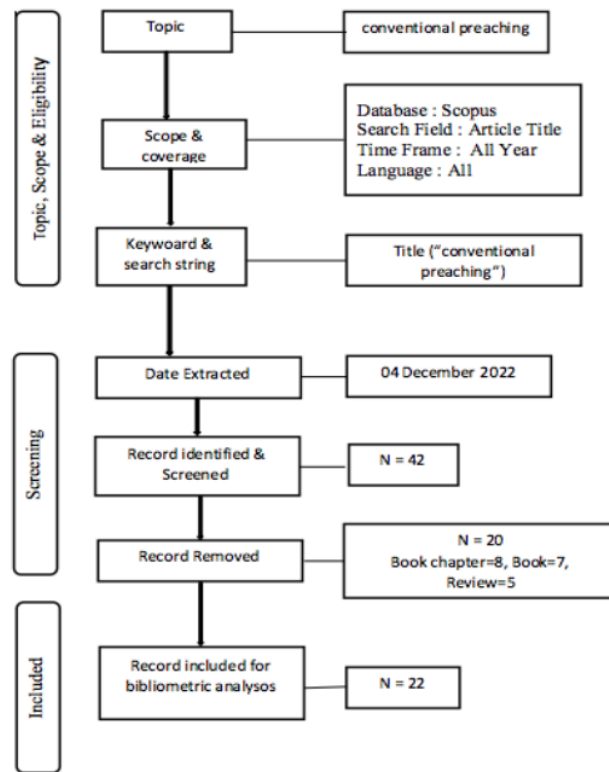 Topic, Scope & Eligibility
Topic
conventional preaching
Scope &
coverage
Database : Scopus
Search Field : Article Title
Time Frame : All Year
Language : All
Keywoard &
search string
Title ("conventional
preaching")
Screening
Date Extracted
04 December 2022
Record identified &
Screened
N = 42
Record Removed
N = 20
Book chapter=8, Book=7,
Review=5
Included
Record included for
bibliometric analysos
N = 22